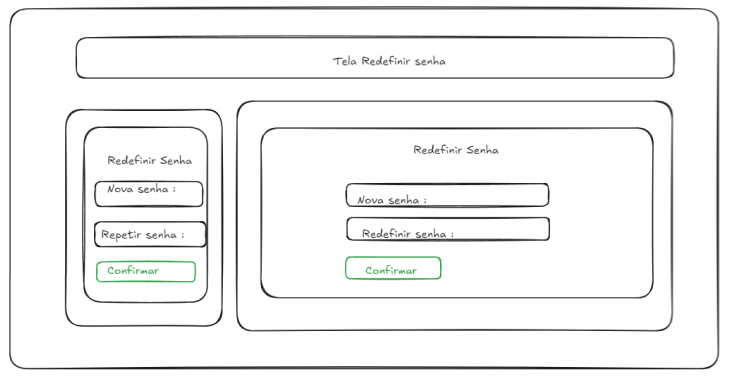 Tela Redefinir senha
Redefinir Senha
Nova senha :
Repetir senha :
Confirmar
Redefinir Senha
Nova senha :
Redefinir senha :
Confirmar